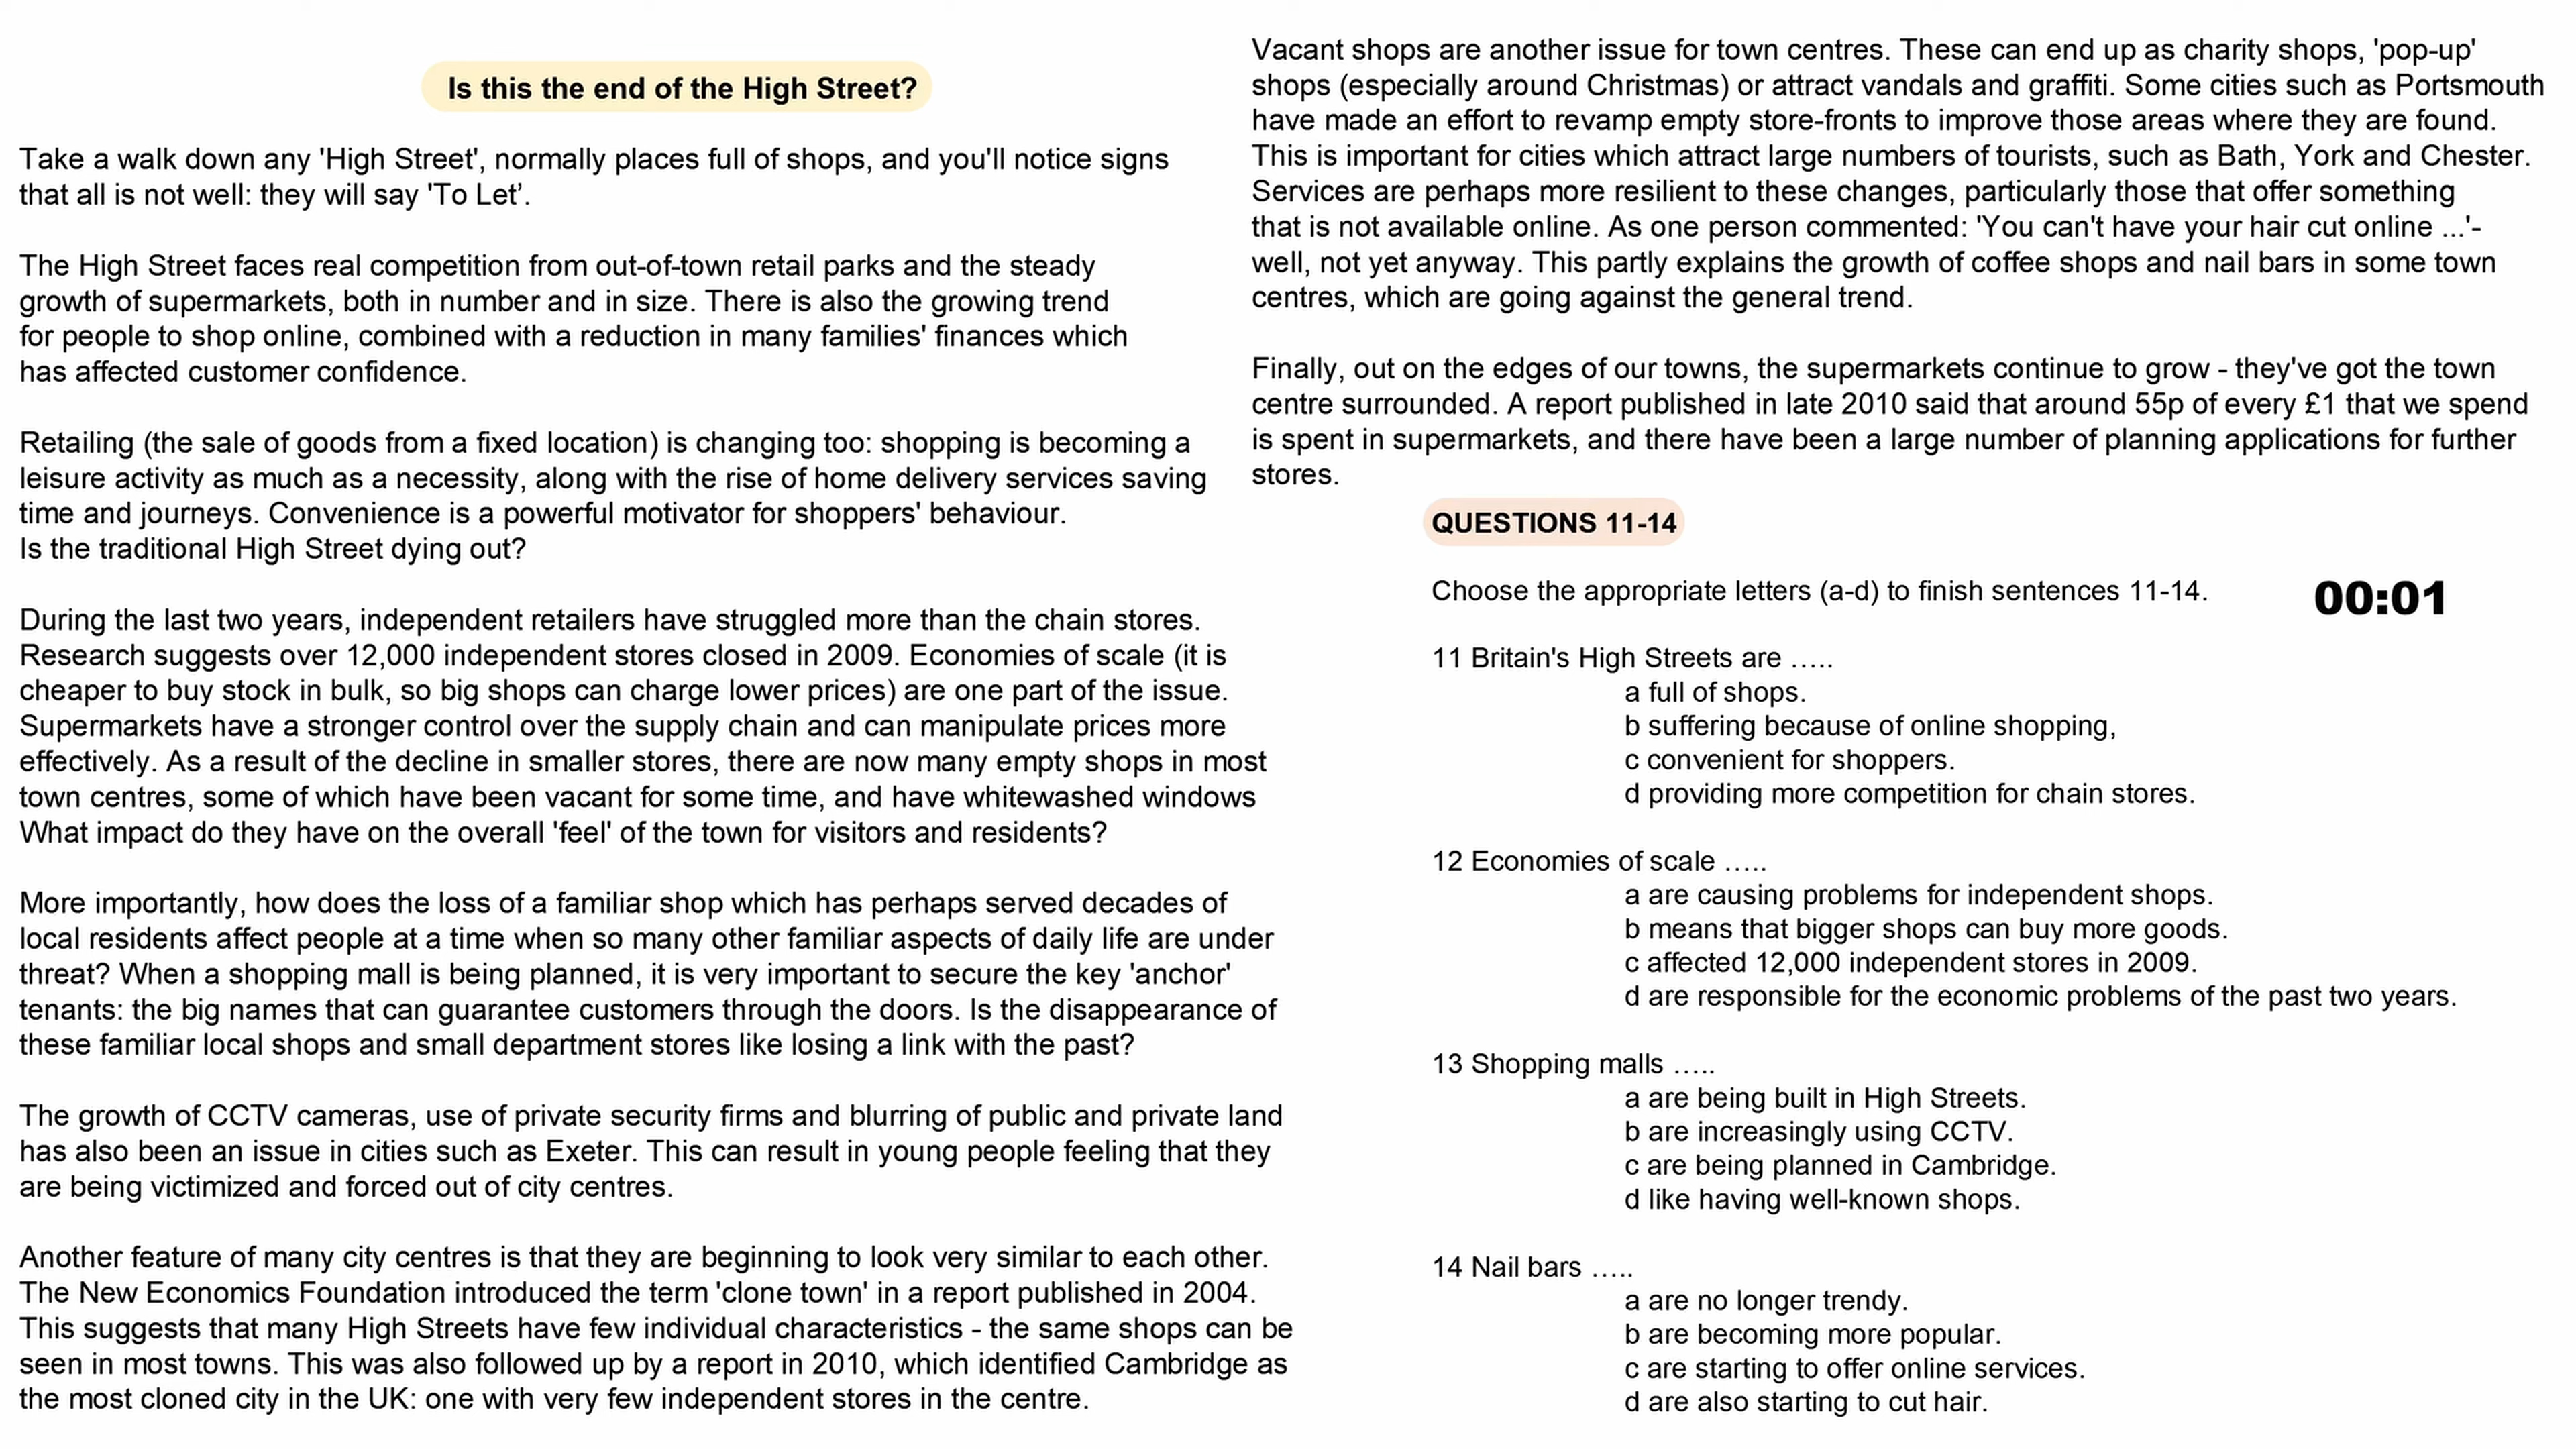 Is this the end of the High Street?
Take a walk down any 'High Street', normally places full of shops, and you'll notice signs
that all is not well: they will say 'To Let’.
The High Street faces real competition from out-of-town retail parks and the steady
growth of supermarkets, both in number and in size. There is also the growing trend
for people to shop online, combined with a reduction in many families' finances which
has affected customer confidence.
Retailing (the sale of goods from a fixed location) is changing too: shopping is becoming a
leisure activity as much as a necessity, along with the rise of home delivery services saving
time and journeys. Convenience is a powerful motivator for shoppers' behaviour.
Is the traditional High Street dying out?
During the last two years, independent retailers have struggled more than the chain stores.
Research suggests over 12,000 independent stores closed in 2009. Economies of scale (it is
cheaper to buy stock in bulk, so big shops can charge lower prices) are one part of the issue.
Supermarkets have a stronger control over the supply chain and can manipulate prices more
effectively. As a result of the decline in smaller stores, there are now many empty shops in most
town centres, some of which have been vacant for some time, and have whitewashed windows
What impact do they have on the overall 'feel' of the town for visitors and residents?
More importantly, how does the loss of a familiar shop which has perhaps served decades of
local residents affect people at a time when so many other familiar aspects of daily life are under
threat? When a shopping mall is being planned, it is very important to secure the key 'anchor'
tenants: the big names that can guarantee customers through the doors. Is the disappearance of
these familiar local shops and small department stores like losing a link with the past?
The growth of CCTV cameras, use of private security firms and blurring of public and private land
has also been an issue in cities such as Exeter. This can result in young people feeling that they
are being victimized and forced out of city centres.
Another feature of many city centres is that they are beginning to look very similar to each other.
The New Economics Foundation introduced the term 'clone town' in a report published in 2004.
This suggests that many High Streets have few individual characteristics - the same shops can be
seen in most towns. This was also followed up by a report in 2010, which identified Cambridge as
the most cloned city in the UK: one with very few independent stores in the centre.
Vacant shops are another issue for town centres. These can end up as charity shops, 'pop-up'
shops (especially around Christmas) or attract vandals and graffiti. Some cities such as Portsmouth
have made an effort to revamp empty store-fronts to improve those areas where they are found.
This is important for cities which attract large numbers of tourists, such as Bath, York and Chester.
Services are perhaps more resilient to these changes, particularly those that offer something
that is not available online. As one person commented: 'You can't have your hair cut online ...'-
well, not yet anyway. This partly explains the growth of coffee shops and nail bars in some town
centres, which are going against the general trend.
Finally, out on the edges of our towns, the supermarkets continue to grow - they've got the town
centre surrounded. A report published in late 2010 said that around 55p of every £1 that we spend
is spent in supermarkets, and there have been a large number of planning applications for further
stores.
QUESTIONS 11-14
Choose the appropriate letters (a-d) to finish sentences 11-14.
00:01
11 Britain's High Streets are …..
a full of shops.
b suffering because of online shopping,
c convenient for shoppers.
d providing more competition for chain stores.
12 Economies of scale …..
a are causing problems for independent shops.
b means that bigger shops can buy more goods.
c affected 12,000 independent stores in 2009.
d are responsible for the economic problems of the past two years.
13 Shopping malls …..
a are being built in High Streets.
b are increasingly using CCTV.
c are being planned in Cambridge.
d like having well-known shops.
14 Nail bars …..
a are no longer trendy.
b are becoming more popular.
c are starting to offer online services.
d are also starting to cut hair.